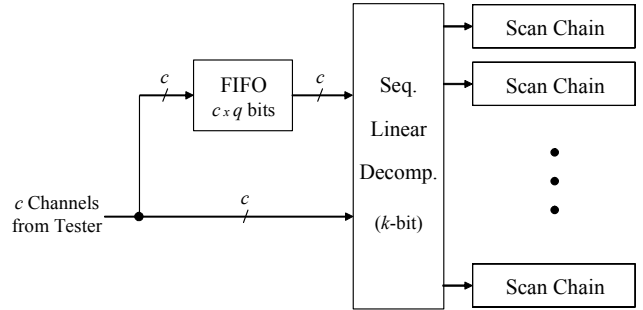 Scan Chain
c
FIFO
c x q bits
c
Seq.
Linear
Decomp.
(k-bit)
Scan Chain
c Channels
from Tester
c
Scan Chain